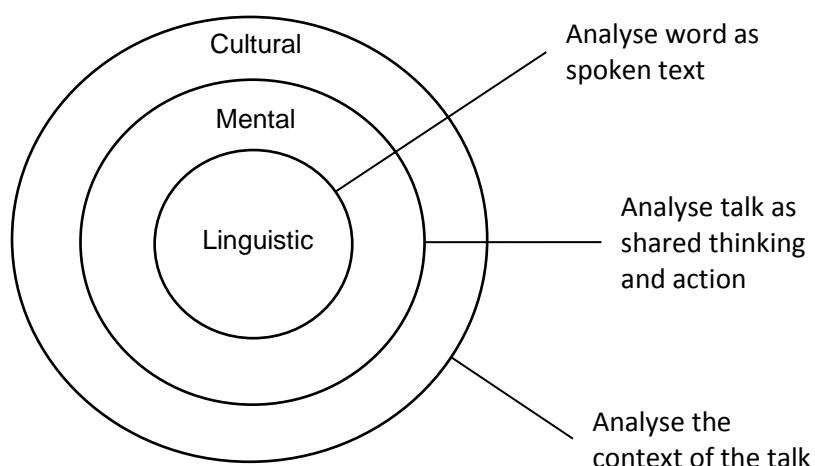 Cultural
Mental
Linguistic
Analyse word as
spoken text
Analyse talk as
shared thinking
and action
Analyse the
context of the talk